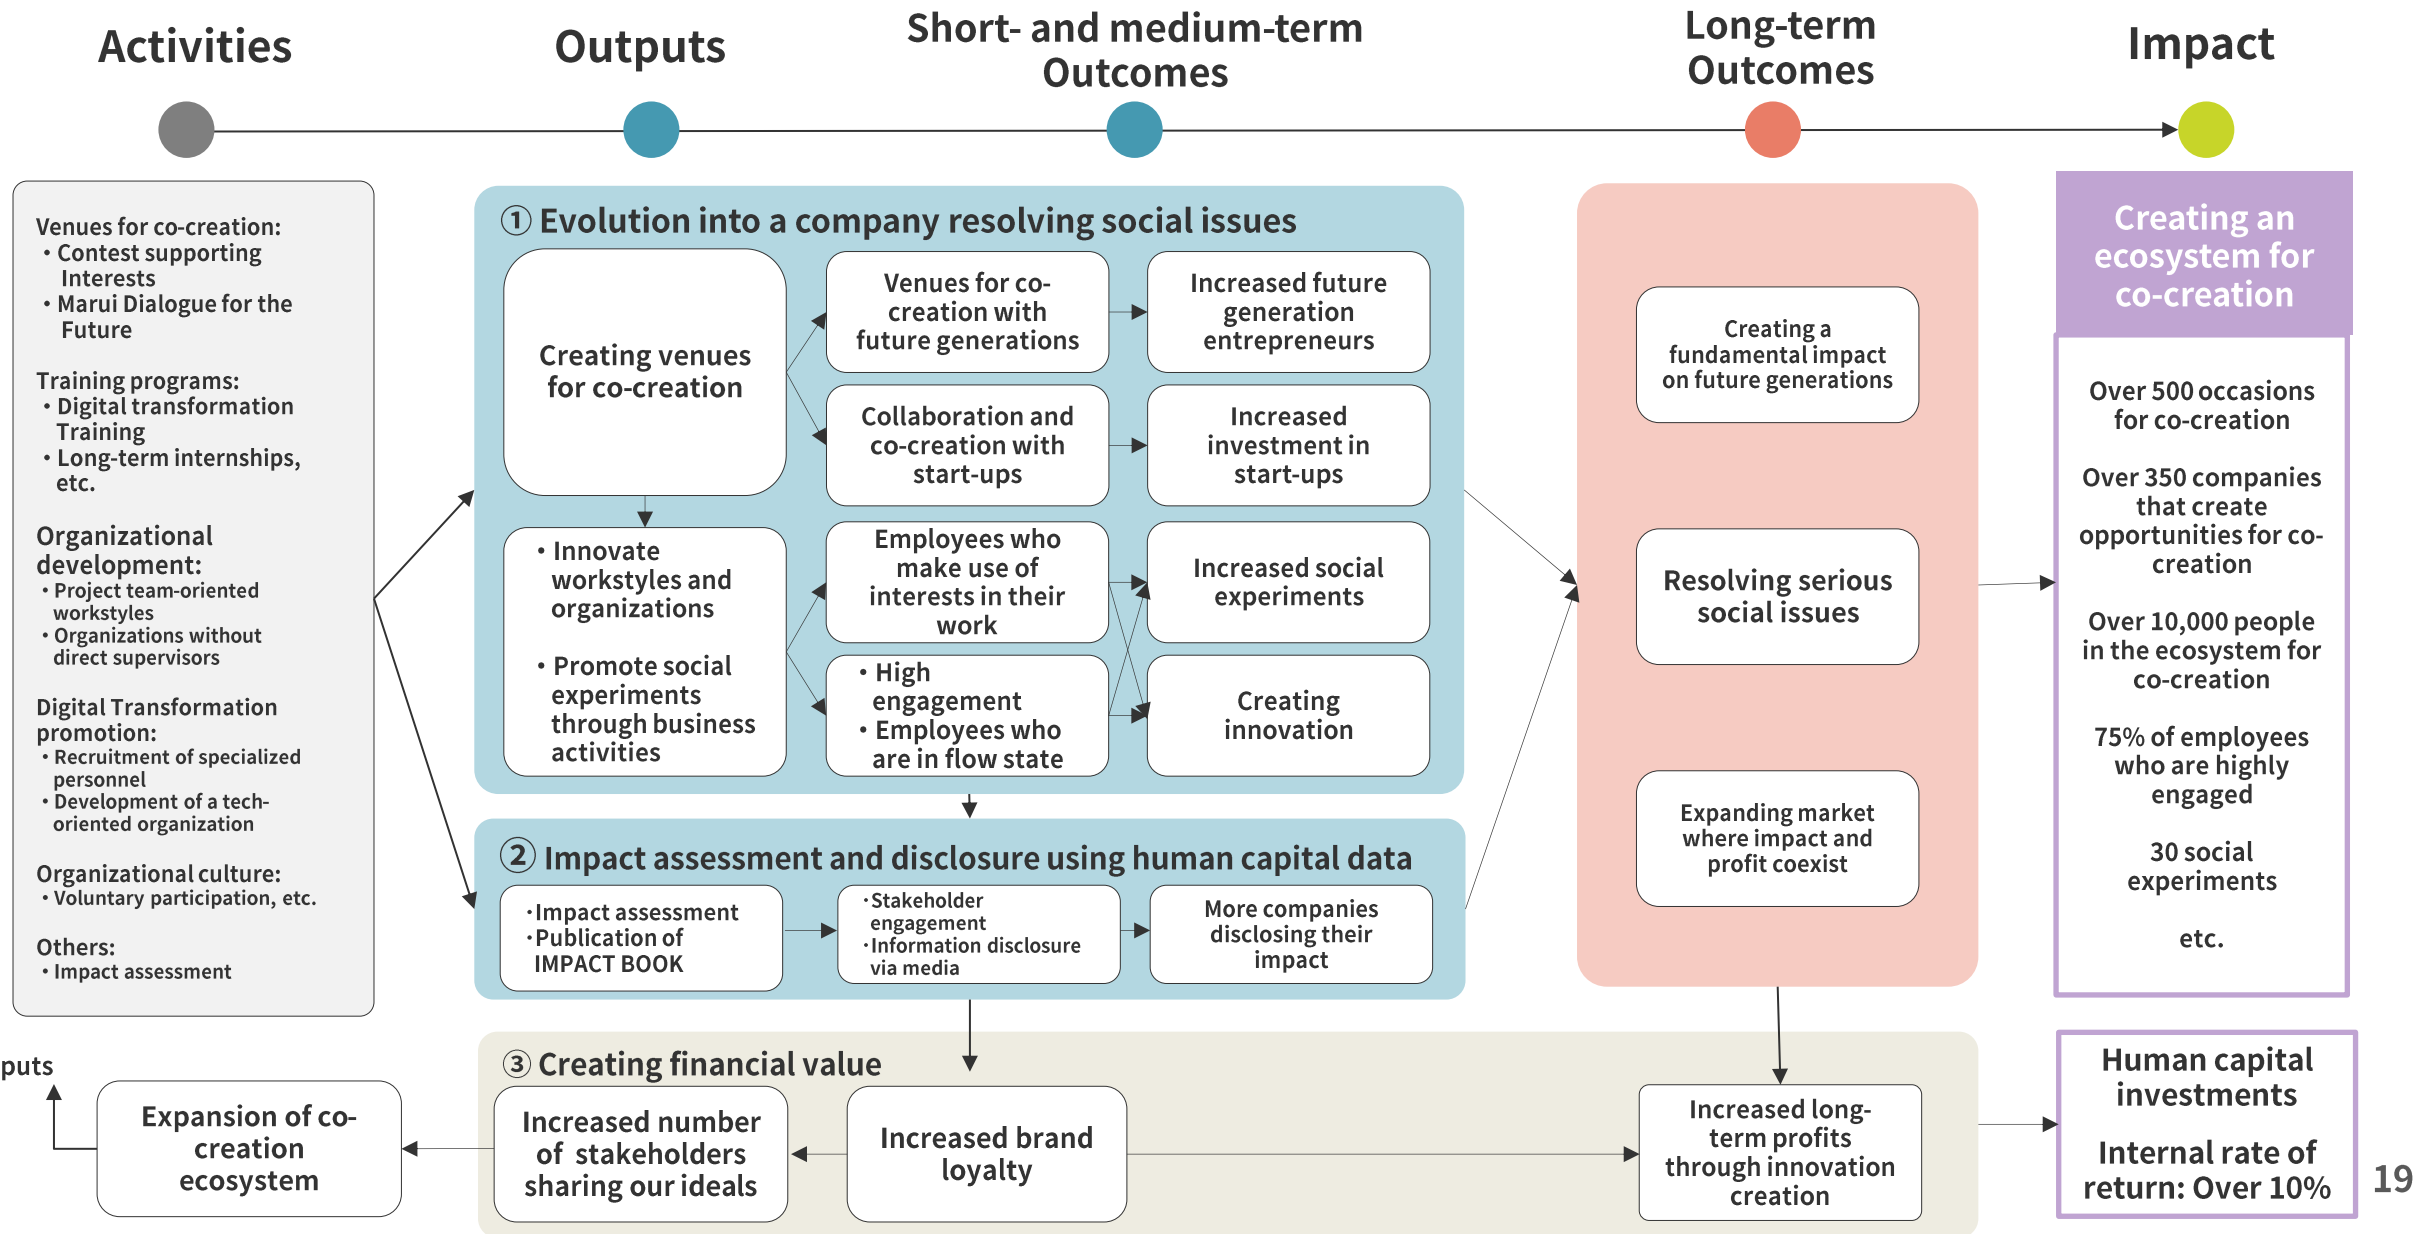 Activities
Outputs
Short- and medium-term
Outcomes
Long-term
Outcomes
Impact
Venues for co-creation:
・Contest supporting
Interests
・Marui Dialogue for the
Future
Training programs:
・Digital transformation
Training
・Long-term internships,
etc.
Organizational
development:
・Project team-oriented
workstyles
・Organizations without
direct supervisors
Digital Transformation
promotion:
・Recruitment of specialized
personnel
・Development of a tech-
oriented organization
Organizational culture:
・Voluntary participation, etc.
Others:
・Impact assessment
① Evolution into a company resolving social issues
Creating venues
for co-creation
Venues for co-
creation with
future generations
Increased future
generation
entrepreneurs
Collaboration and
co-creation with
start-ups
Increased
investment in
start-ups
・Innovate
workstyles and
organizations
・Promote social
experiments
through business
activities
Employees who
make use of
interests in their
work
Increased social
experiments
・High
engagement
・Employees who
are in flow state
Creating
innovation
② Impact assessment and disclosure using human capital data
・Impact assessment
・Publication of
IMPACT BOOK
・Stakeholder
engagement
・Information disclosure
via media
More companies
disclosing their
impact
Creating a
fundamental impact
on future generations
Resolving serious
social issues
Expanding market
where impact and
profit coexist
Creating an
ecosystem for
co-creation
Over 500 occasions
for co-creation
Over 350 companies
that create
opportunities for co-
creation
Over 10,000 people
in the ecosystem for
co-creation
75% of employees
who are highly
engaged
30 social
experiments
etc.
puts
Expansion of co-
creation
ecosystem
③ Creating financial value
Increased number
of stakeholders
sharing our ideals
Increased brand
loyalty
Increased long-
term profits
through innovation
creation
Human capital
investments
Internal rate of
return: Over 10%
19